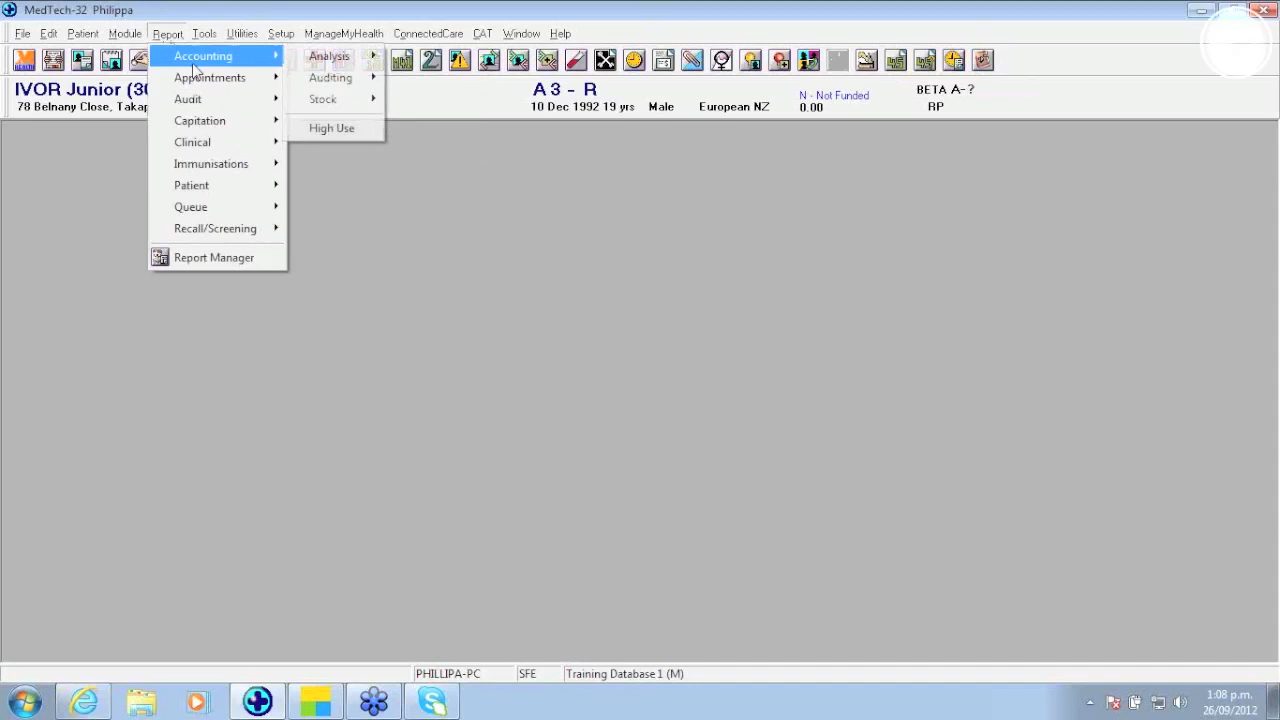 MedTech-32 Philippa
File Edit Patient Module Report Tools Utilities Setup ManageMyHealth ConnectedCare CAT Window Help
IVOR Junior (30
A 3 - R
N - Not Funded
BETA A-?
78 Belnany Close, Takap
10 Dec 1992 19 yrs Male European NZ
0.00
RP
Accounting
Appointments
Audit
Capitation
Clinical
Immunisations
Patient
Queue
Recall/Screening
Report Manager
Analysis
Auditing
Stock
High Use
PHILLIPA-PC SFE Training Database 1 (M)
1:08 p.m.
26/09/2012